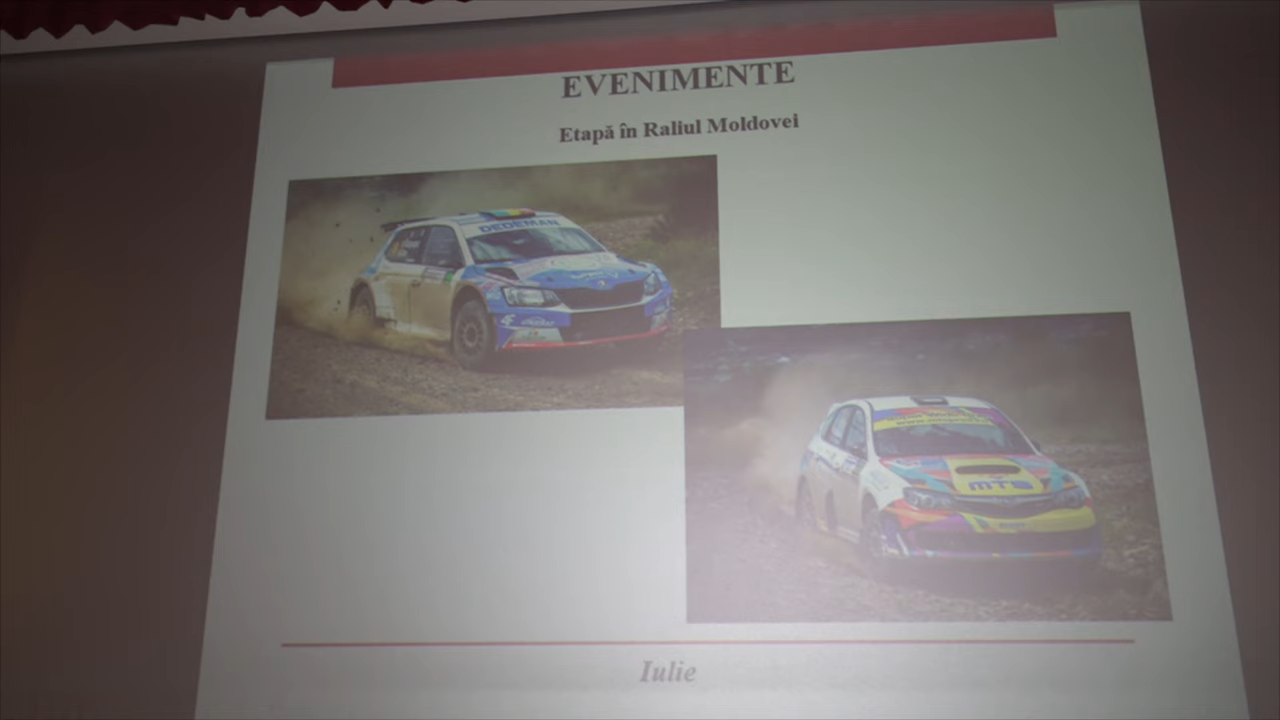 EVENIMENTE
Etapă în Raliul Moldovei
DEDEMAN
MTS
Iulie